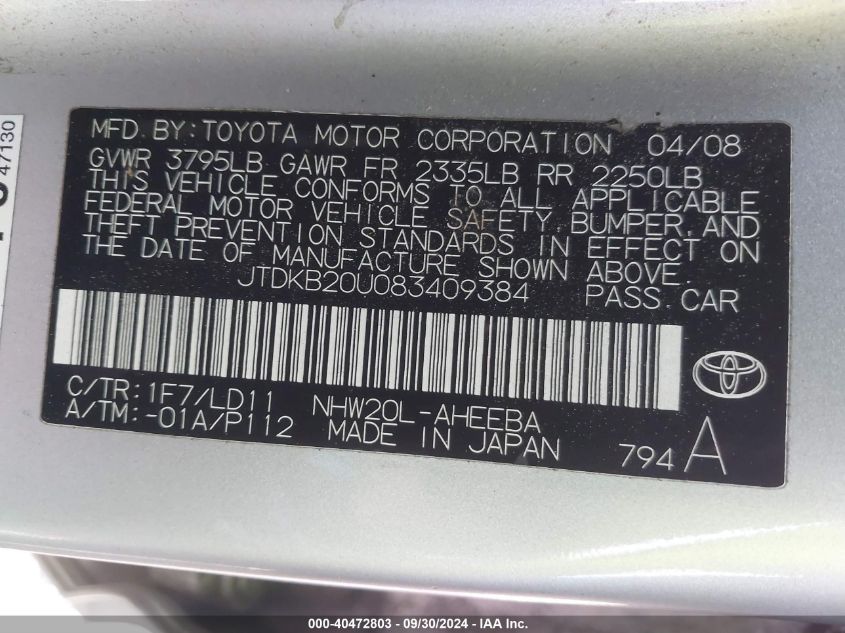 47130
MFD. BY: TOYOTA MOTOR CORPORATION 04/08
GVWR 3795LB GAWR FR 2335LB RR 2250LB
THIS VEHICLE CONFORMS TO ALL APPLICABLE
FEDERAL MOTOR VEHICLE SAFETY, BUMPER, AND
THEFT PREVENTION STANDARDS IN EFFECT ON
THE DATE OF MANUFACTURE SHOWN ABOVE.
JTDKB20U083409384 PASS. CAR
C/TR: 1F7/LD11 NHW20L-AHEEBA
A/TM: -01A/P112 MADE IN JAPAN
794 A
000-40472803 - 09/30/2024 - IAA Inc.